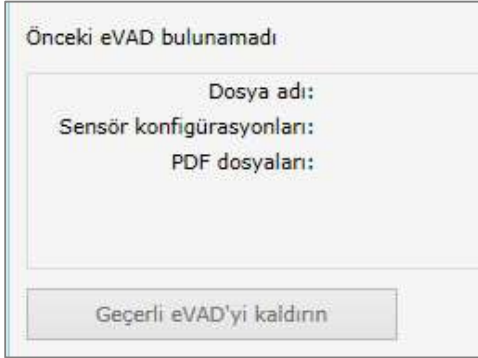 Önceki eVAD bulunamadı
Dosya adı:
Sensör konfigürasyonları:
PDF dosyaları:
Geçerli eVAD'yi kaldırın